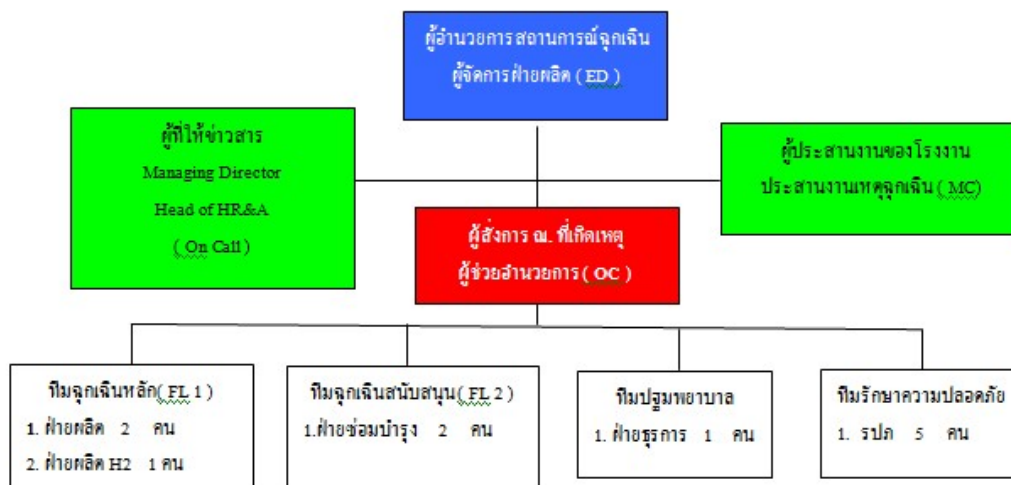 ผู้อำนวยการสถานการณ์ฉุกเฉิน
ผู้จัดการฝ่ายผลิต ( ED )
ผู้ที่ให้ข่าวสาร
Managing Director
Head of HR&A
( On Call )
ผู้ประสานงานของโรงงาน
ประสานงานเหตุฉุกเฉิน ( MC)
ผู้สั่งการ ณ. ที่เกิดเหตุ
ผู้ช่วยอำนวยการ ( OC )
ทีมฉุกเฉินหลัก( FL 1 )
1. ฝ่ายผลิต 2 คน
2. ฝ่ายผลิต H2 1 คน
ทีมฉุกเฉินสนับสนุน( FL 2 )
1.ฝ่ายซ่อมบำรุง 2 คน
ทีมปฐมพยาบาล
1. ฝ่ายธุรการ 1 คน
ทีมรักษาความปลอดภัย
1. รปภ 5 คน